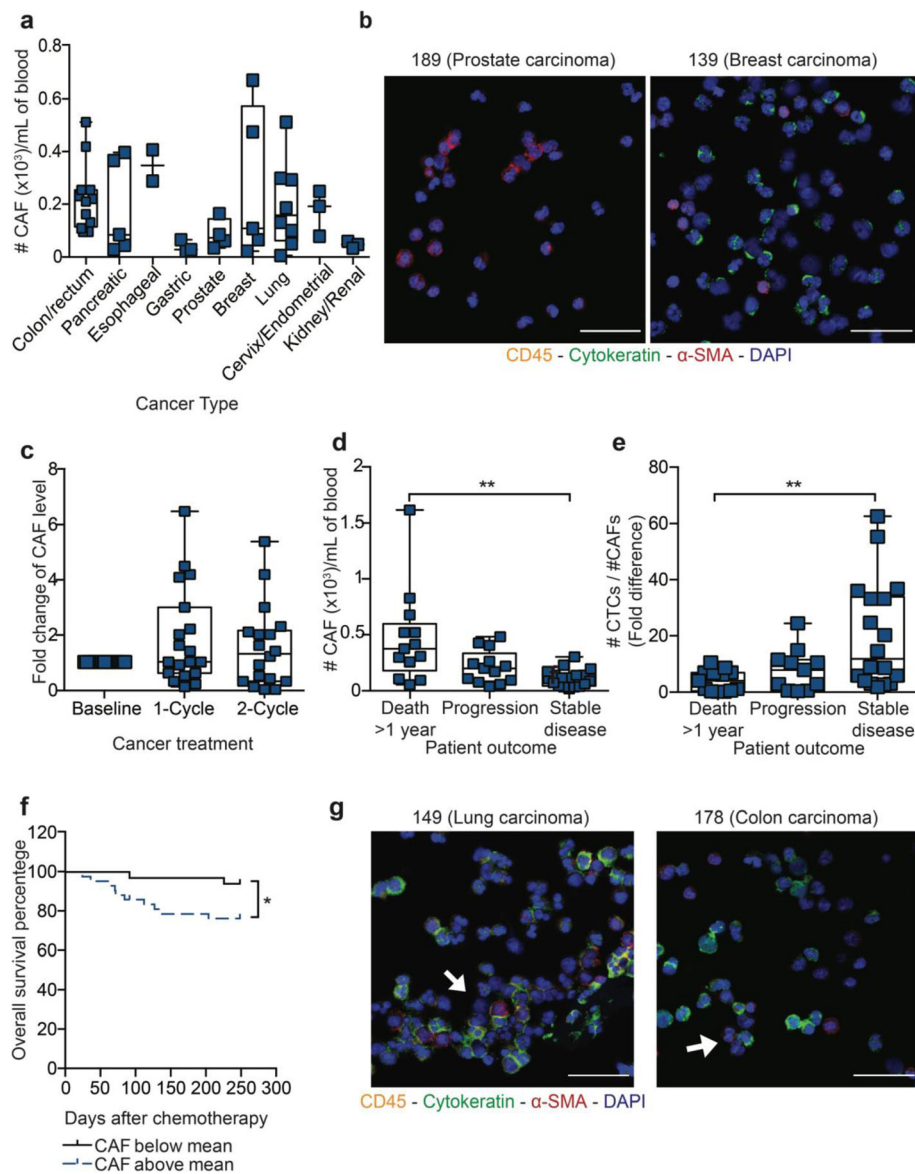 a
# CAF (x10³)/mL of blood
0.8
0.6
0.4
0.2
0
Colon/rectum
Pancreatic
Esophageal
Gastric
Prostate
Breast
Lung
Cervix/Endometrial
Kidney/Renal
Cancer Type
b
189 (Prostate carcinoma)
139 (Breast carcinoma)
CD45 - Cytokeratin - α-SMA - DAPI
c
Fold change of CAF level
8
6
4
2
0
Baseline
1-Cycle
2-Cycle
Cancer treatment
d
# CAF (x10³)/mL of blood
2
1.5
1
0.5
0
**
Death
>1 year
Progression
Stable
disease
Patient outcome
e
# CTCs / #CAFs
(Fold difference)
80
60
40
20
0
**
Death
>1 year
Progression
Stable
disease
Patient outcome
f
Overall survival percentege
120
100
80
60
40
20
0
*
0 50 100 150 200 250 300
Days after chemotherapy
CAF below mean
CAF above mean
g
149 (Lung carcinoma)
178 (Colon carcinoma)
CD45 - Cytokeratin - α-SMA - DAPI